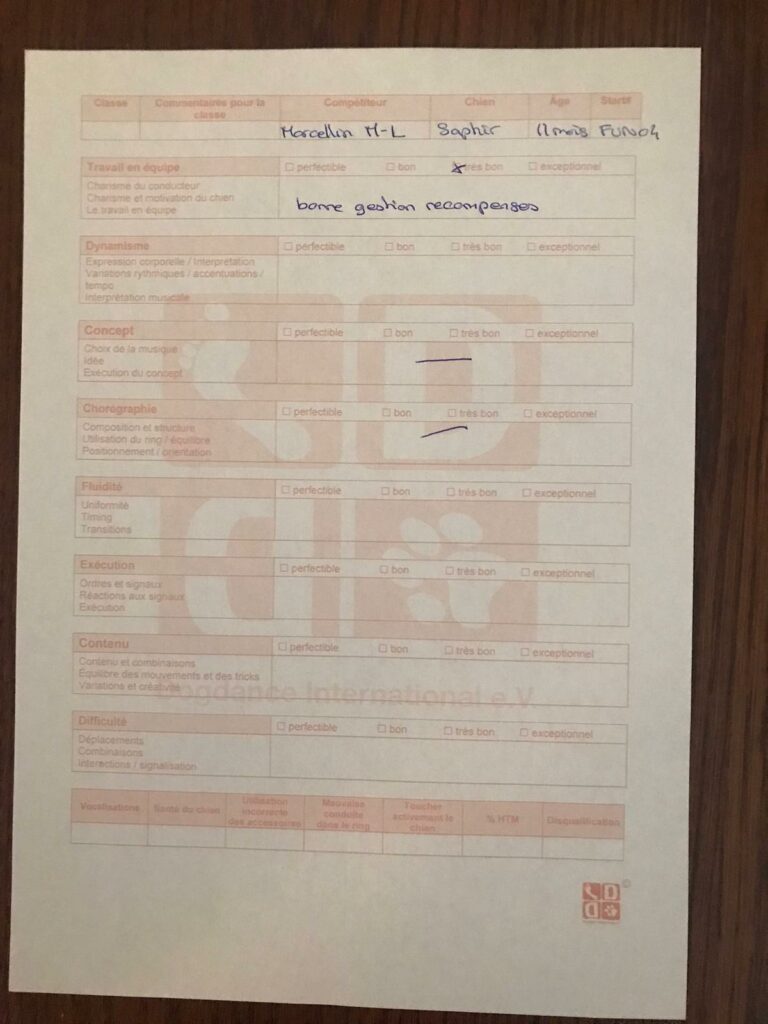 Classe Commentaires pour la classe Compétiteur Chien Age Startif
Marcellin M-L Saphir 11 mois FUN04
Travail en équipe ☐ perfectible ☐ bon ☒ très bon ☐ exceptionnel
Charisme du conducteur
Charisme et motivation du chien
Le travail en équipe
bonne gestion recompenses
Dynamisme ☐ perfectible ☐ bon ☐ très bon ☐ exceptionnel
Expression corporelle / Interprétation
Variations rythmiques / accentuations /
tempo
Interprétation musicale
Concept ☐ perfectible ☐ bon ☐ très bon ☐ exceptionnel
Choix de la musique
Idée
Exécution du concept
Chorégraphie ☐ perfectible ☐ bon ☐ très bon ☐ exceptionnel
Composition et structure
Utilisation du ring / équilibre
Positionnement / orientation
Fluidité ☐ perfectible ☐ bon ☐ très bon ☐ exceptionnel
Uniformité
Timing
Transitions
Exécution ☐ perfectible ☐ bon ☐ très bon ☐ exceptionnel
Ordres et signaux
Réactions aux signaux
Exécution
Contenu ☐ perfectible ☐ bon ☐ très bon ☐ exceptionnel
Contenu et combinaisons
Équilibre des mouvements et des tricks
Variations et créativité
Dogdance International e.V.
Difficulté ☐ perfectible ☐ bon ☐ très bon ☐ exceptionnel
Déplacements
Combinaisons
Interactions / signalisation
Vocalisations Santé du chien Utilisation incorrecte des accessoires Mauvaise conduite dans le ring Toucher activement le chien % HTM Disqualification